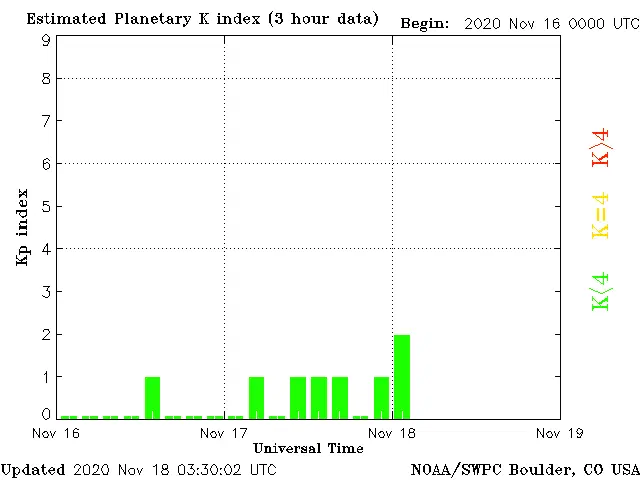 Estimated Planetary K index (3 hour data) Begin: 2020 Nov 16 0000 UTC
9
8
7
6
5
4
3
2
1
0
Kp index
K>4
K=4
K<4
Nov 16 Nov 17 Nov 18 Nov 19
Universal Time
Updated 2020 Nov 18 03:30:02 UTC NOAA/SWPC Boulder, CO USA